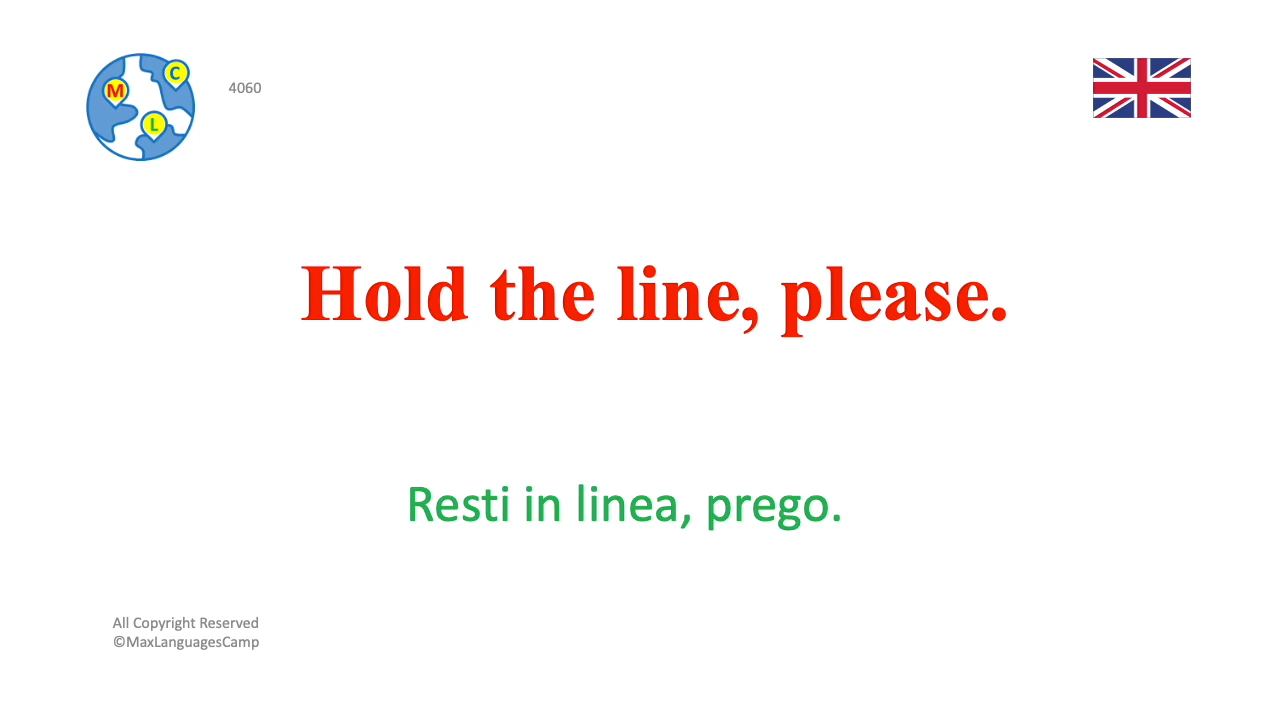 C
M
L
4060
Hold the line, please.
Resti in linea, prego.
All Copyright Reserved
©MaxLanguagesCamp